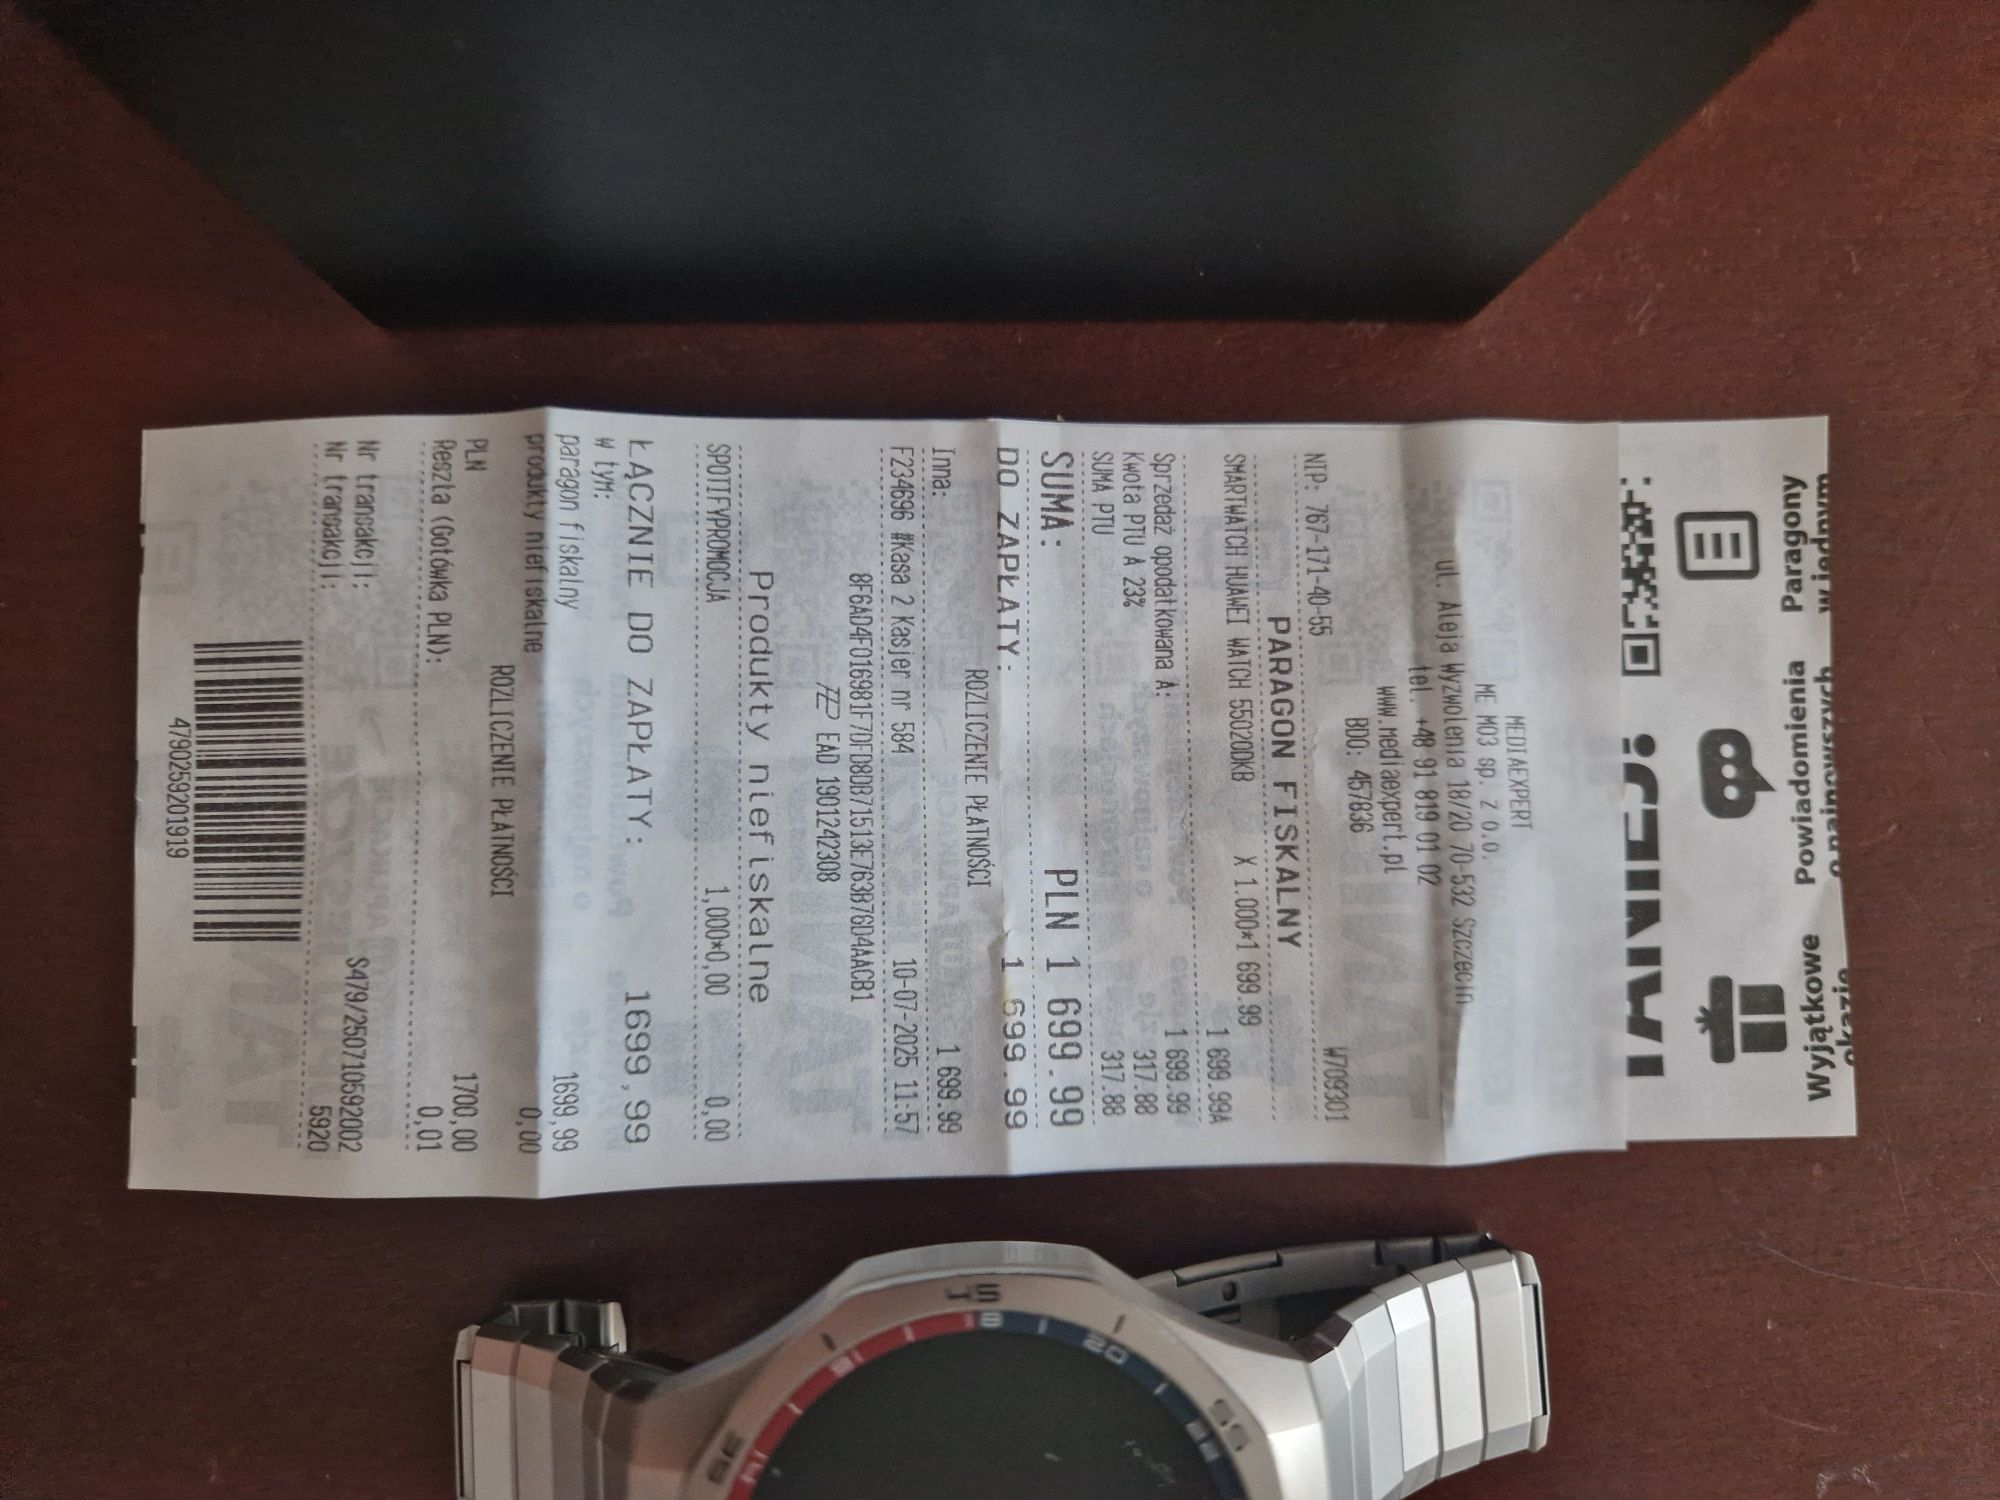 Wyjątkowe
Powiadomienia
Paragony
MEDIAEXPERT
ME M03 sp. z o.o.
ul. Aleja Wyzwolenia 18/20 70-532 Szczecin
tel. +48 91 819 01 02
www.mediaexpert.pl
BDO: 457836
NIP: 767-171-40-55 W709301
PARAGON FISKALNY
SMARTWATCH HUAWEI WATCH 55020DKB X 1.000*1 699.99
1 699.99A
Sprzedaż opodatkowana A: 1 699.99
Kwota PTU A 23% 317.88
SUMA PTU 317.88
SUMA: PLN 1 699.99
DO ZAPŁATY: 1 699.99
ROZLICZENIE PŁATNOŚCI
Inna: 1 699.99
F234696 #Kasa 2 Kasjer nr 584 10-07-2025 11:57
8F6AD4F016981F7DFD8DB71513E763B76D4AACB1
EAD 1901242308
Produkty niefiskalne
SPOTIFYPROMOCJA 1,000*0,00 0,00
ŁĄCZNIE DO ZAPŁATY: 1699,99
w tym:
paragon fiskalny 1699,99
produkty niefiskalne 0,00
ROZLICZENIE PŁATNOŚCI
PLN 1700,00
Reszta (Gotówka PLN): 0,01
Nr transakcji: S479/250710592002
Nr transakcji: 5920
4790259201919